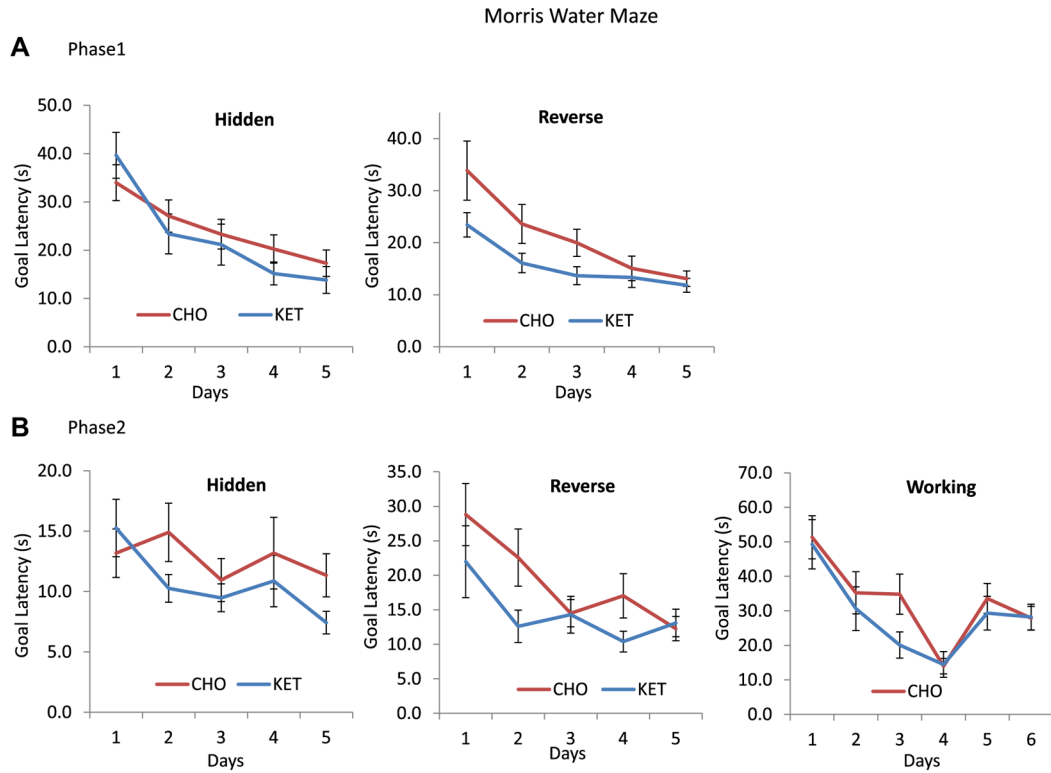 Morris Water Maze
A Phase1
Hidden
Goal Latency (s)
50.0
40.0
30.0
20.0
10.0
0.0
CHO KET
1 2 3 4 5
Days
Reverse
Goal Latency (s)
40.0
30.0
20.0
10.0
0.0
CHO KET
1 2 3 4 5
Days
B Phase2
Hidden
Goal Latency (s)
20.0
15.0
10.0
5.0
0.0
CHO KET
1 2 3 4 5
Days
Reverse
Goal Latency (s)
35.0
30.0
25.0
20.0
15.0
10.0
5.0
0.0
CHO KET
1 2 3 4 5
Days
Working
Goal Latency (s)
70.0
60.0
50.0
40.0
30.0
20.0
10.0
0.0
CHO
1 2 3 4 5 6
Days